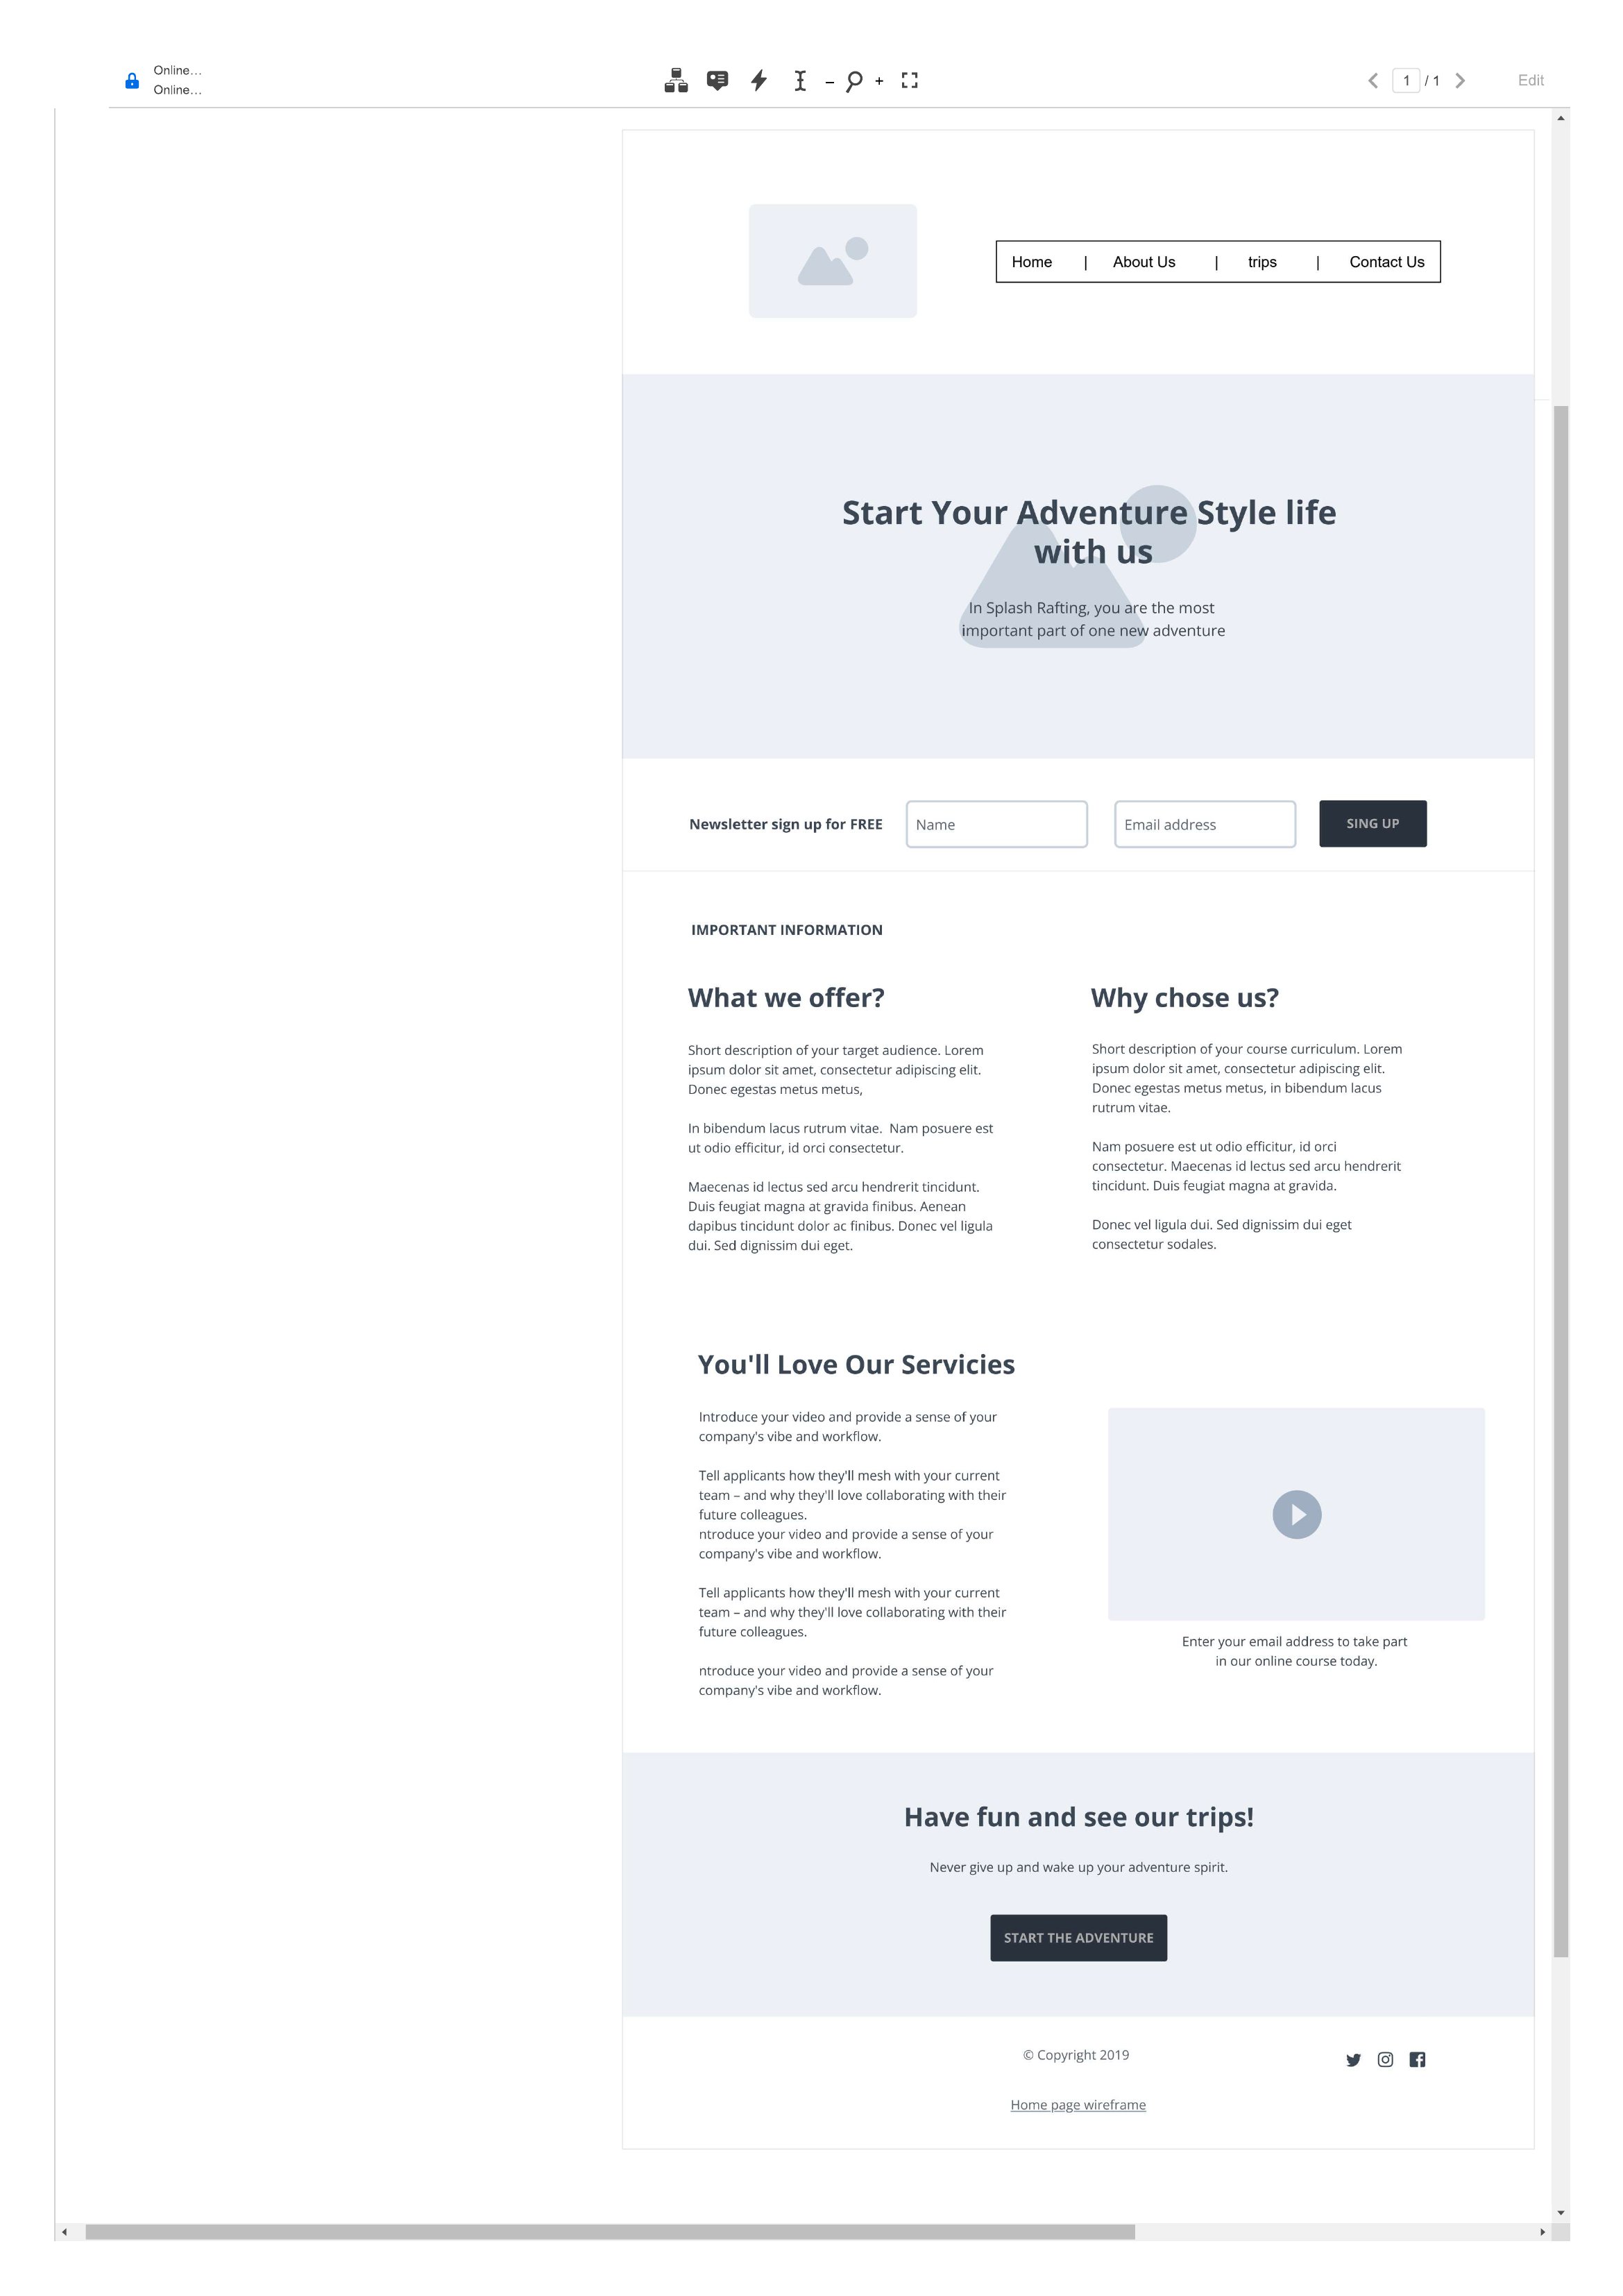 Online...
Online...
– +
1 / 1
Edit
Home | About Us | trips | Contact Us
Start Your Adventure Style life
with us
In Splash Rafting, you are the most
important part of one new adventure
Newsletter sign up for FREE
Name
Email address
SING UP
IMPORTANT INFORMATION
What we offer?
Short description of your target audience. Lorem
ipsum dolor sit amet, consectetur adipiscing elit.
Donec egestas metus metus,
In bibendum lacus rutrum vitae.  Nam posuere est
ut odio efficitur, id orci consectetur.
Maecenas id lectus sed arcu hendrerit tincidunt.
Duis feugiat magna at gravida finibus. Aenean
dapibus tincidunt dolor ac finibus. Donec vel ligula
dui. Sed dignissim dui eget.
Why chose us?
Short description of your course curriculum. Lorem
ipsum dolor sit amet, consectetur adipiscing elit.
Donec egestas metus metus, in bibendum lacus
rutrum vitae.
Nam posuere est ut odio efficitur, id orci
consectetur. Maecenas id lectus sed arcu hendrerit
tincidunt. Duis feugiat magna at gravida.
Donec vel ligula dui. Sed dignissim dui eget
consectetur sodales.
You'll Love Our Servicies
Introduce your video and provide a sense of your
company's vibe and workflow.
Tell applicants how they'll mesh with your current
team – and why they'll love collaborating with their
future colleagues.
ntroduce your video and provide a sense of your
company's vibe and workflow.
Tell applicants how they'll mesh with your current
team – and why they'll love collaborating with their
future colleagues.
ntroduce your video and provide a sense of your
company's vibe and workflow.
Enter your email address to take part
in our online course today.
Have fun and see our trips!
Never give up and wake up your adventure spirit.
START THE ADVENTURE
© Copyright 2019
Home page wireframe